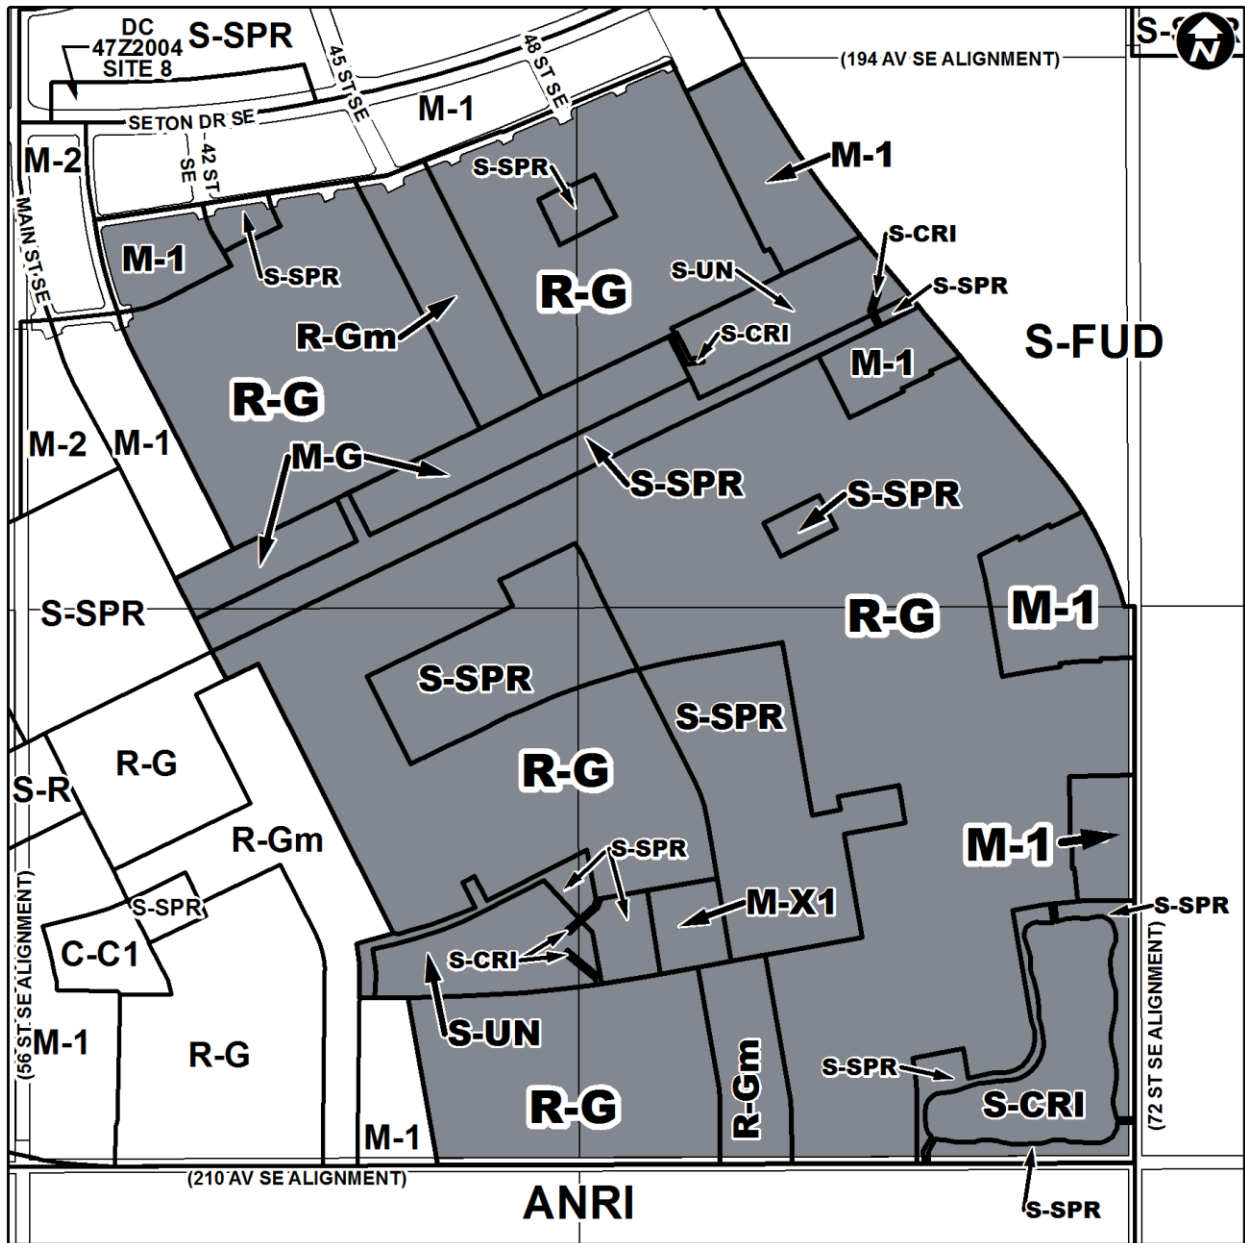 DC
47Z2004
SITE 8
S-SPR
45 ST SE
48 ST SE
(194 AV SE ALIGNMENT)
S-SPR
N
SETON DR SE
M-1
M-2
42 ST
SE
S-SPR
M-1
MAIN ST SE
M-1
S-SPR
S-CRI
S-UN
S-SPR
R-G
R-Gm
S-CRI
S-FUD
M-1
R-G
M-2
M-1
M-G
S-SPR
S-SPR
S-SPR
R-G
M-1
S-SPR
S-SPR
R-G
R-G
S-R
R-Gm
S-SPR
M-1
S-SPR
M-X1
S-SPR
C-C1
S-CRI
(56 ST SE ALIGNMENT)
(72 ST SE ALIGNMENT)
S-UN
M-1
R-G
R-Gm
S-SPR
R-G
S-CRI
M-1
(210 AV SE ALIGNMENT)
ANRI
S-SPR